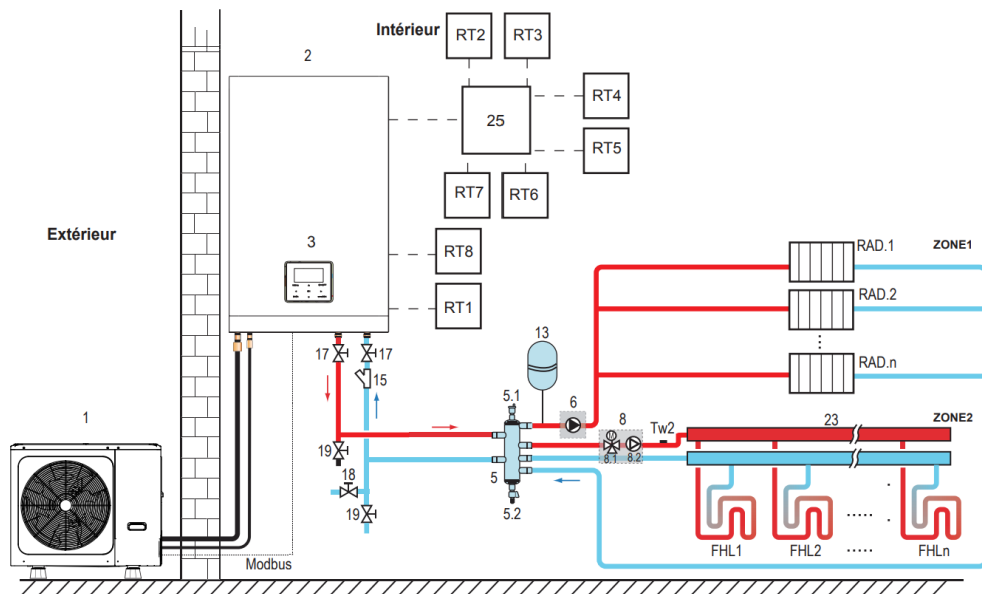 Intérieur
RT2
RT3
2
25
RT4
RT5
RT7
RT6
Extérieur
3
RT8
RT1
RAD.1
ZONE1
RAD.2
.....
RAD.n
17
17
15
13
5.1
6
8
Tw2
23
ZONE2
M
8.1
8.2
1
19
18
19
5
5.2
Modbus
FHL1
FHL2
.....
FHLn